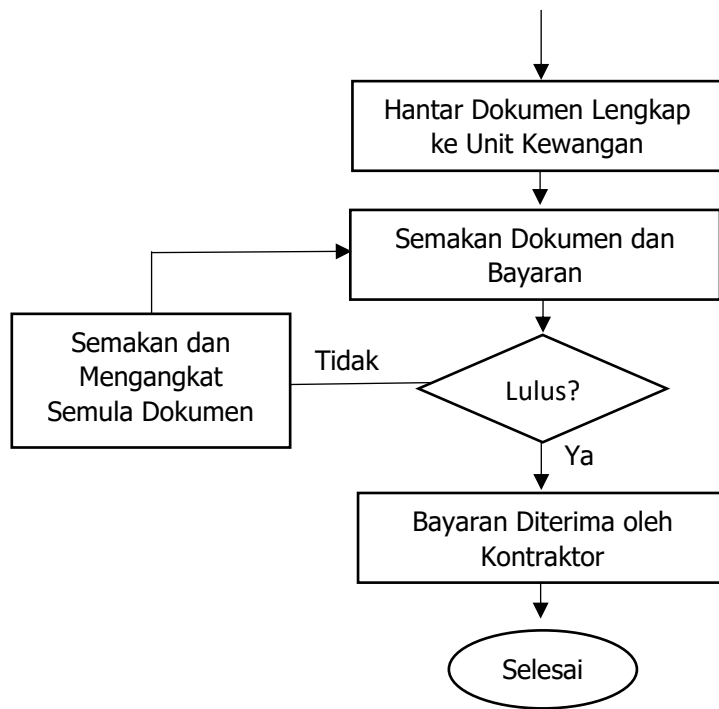 Hantar Dokumen Lengkap
ke Unit Kewangan
Semakan Dokumen dan
Bayaran
Semakan dan
Mengangkat
Semula Dokumen
Tidak
Lulus?
Ya
Bayaran Diterima oleh
Kontraktor
Selesai